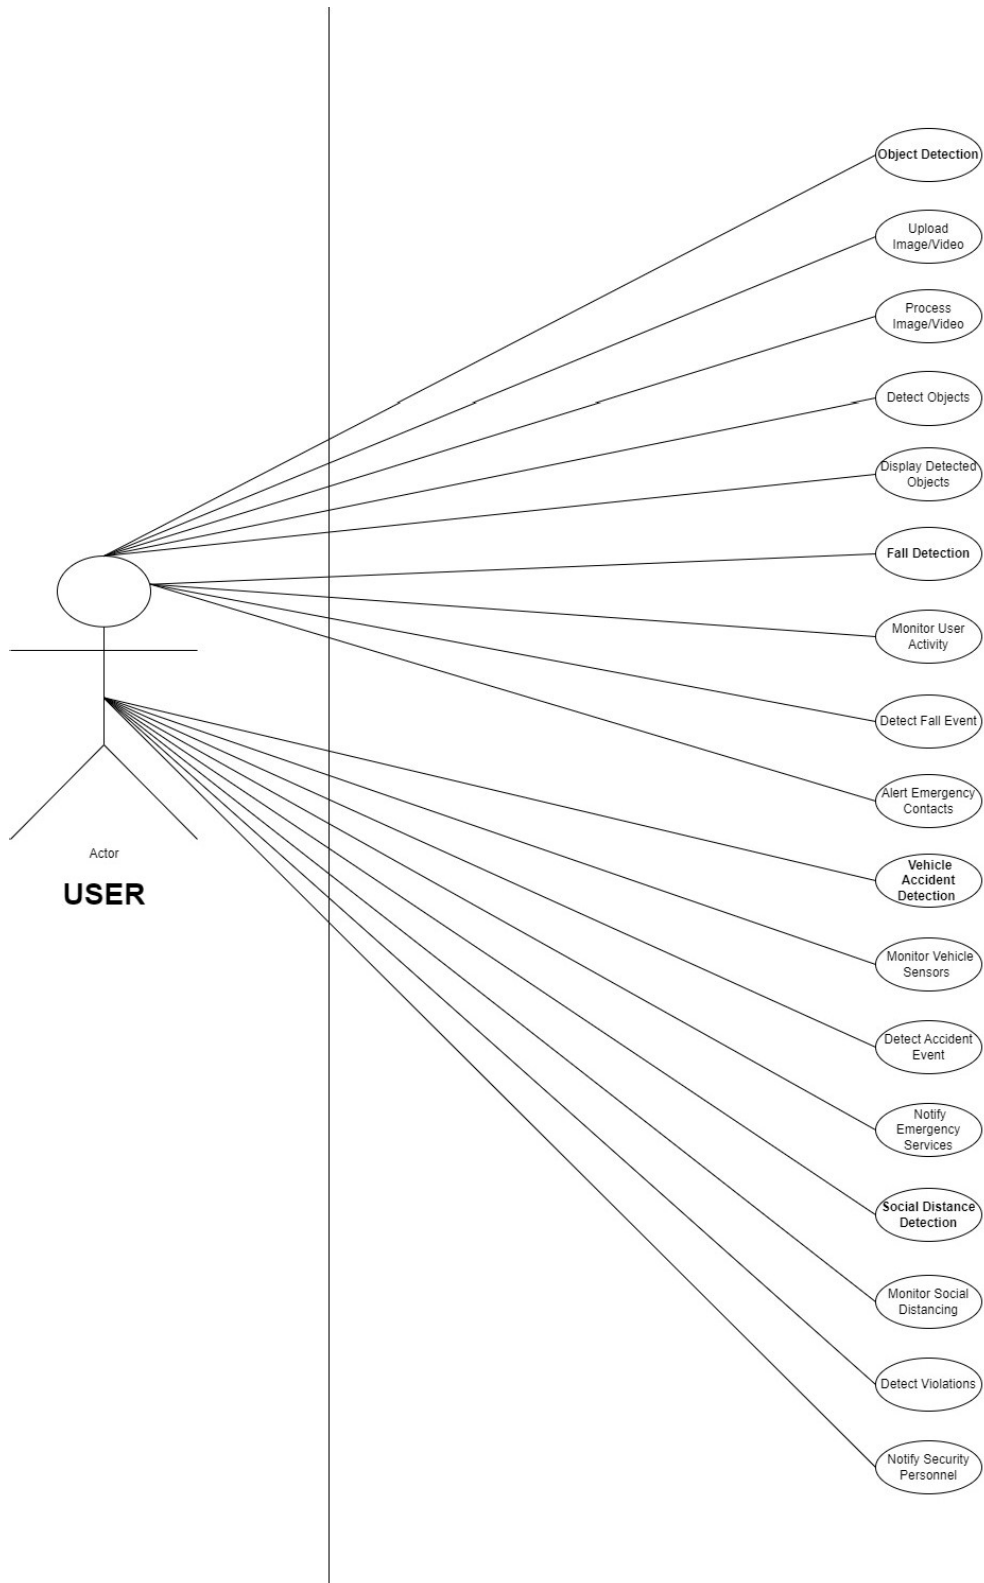 Object Detection
Upload
Image/Video
Process
Image/Video
Detect Objects
Display Detected
Objects
Fall Detection
Monitor User
Activity
Detect Fall Event
Alert Emergency
Contacts
Actor
USER
Vehicle
Accident
Detection
Monitor Vehicle
Sensors
Detect Accident
Event
Notify
Emergency
Services
Social Distance
Detection
Monitor Social
Distancing
Detect Violations
Notify Security
Personnel